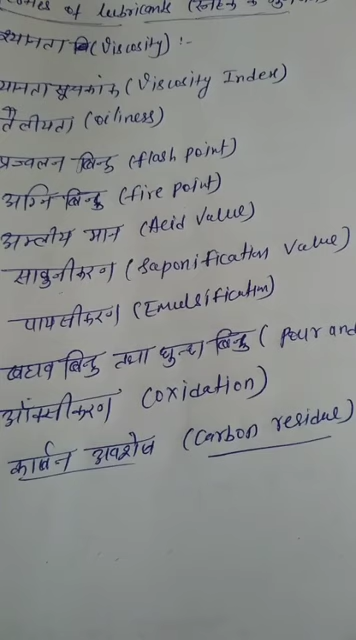 of lubricants (स्नेहक के
श्यानता (Viscosity) :-
यानता सूचकांक (Viscosity Index)
तैलीयता (oiliness)
प्रज्वलन बिन्दु (flash point)
अग्नि बिन्दु (fire point)
अम्लीय मान (Acid Value)
साबुनीकरण (Saponification Value)
पायसीकरण (Emulsification)
बहाव बिन्दु तथा धुन्ध बिन्दु ( Pour and
ऑक्सीकरण (oxidation)
कार्बन अवशेष (Carbon residue)